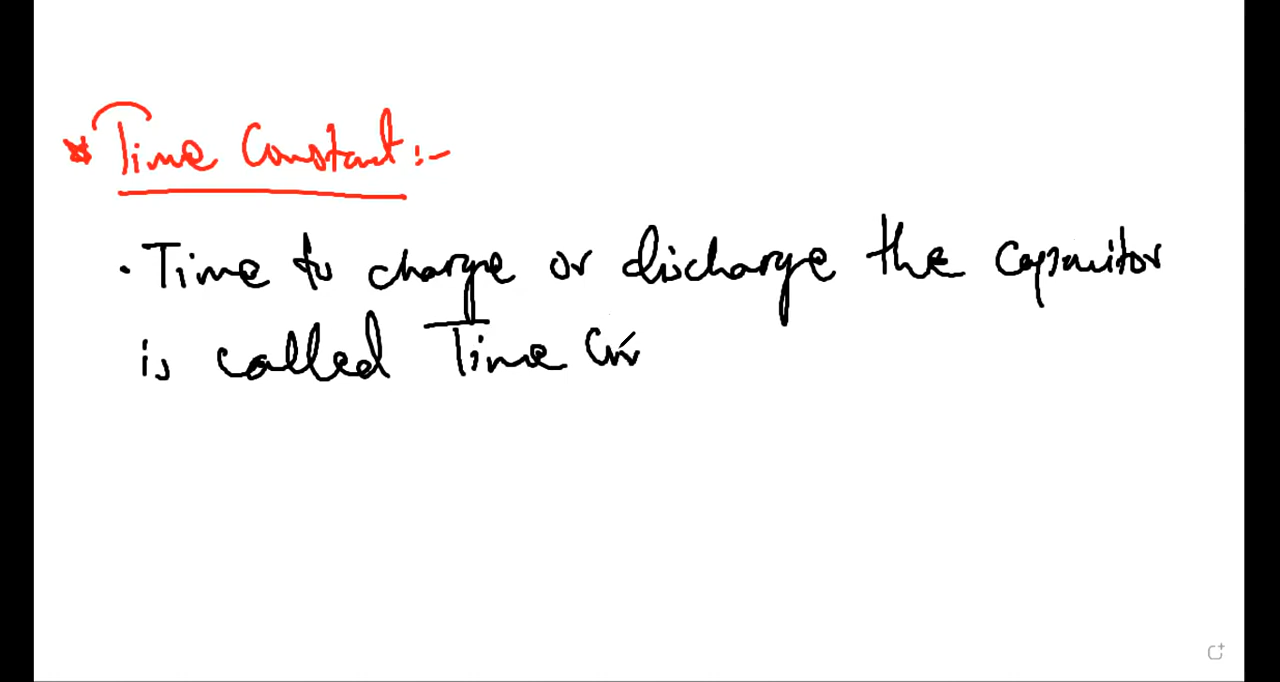 * Time Constant :-
• Time to charge or discharge the capacitor
is called Time